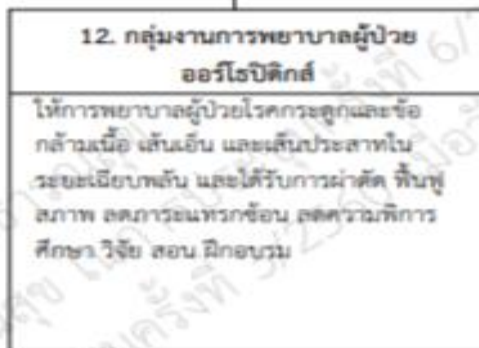 12. กลุ่มงานการพยาบาลผู้ป่วย
ออร์โธปิดิกส์
ให้การพยาบาลผู้ป่วยโรคกระดูกและข้อ
กล้ามเนื้อ เส้นเอ็น และเส้นประสาทใน
ระยะเฉียบพลัน และได้รับการผ่าตัด ฟื้นฟู
สภาพ ลดภาระแทรกซ้อน ลดความพิการ
ศึกษา วิจัย สอน ฝึกอบรม